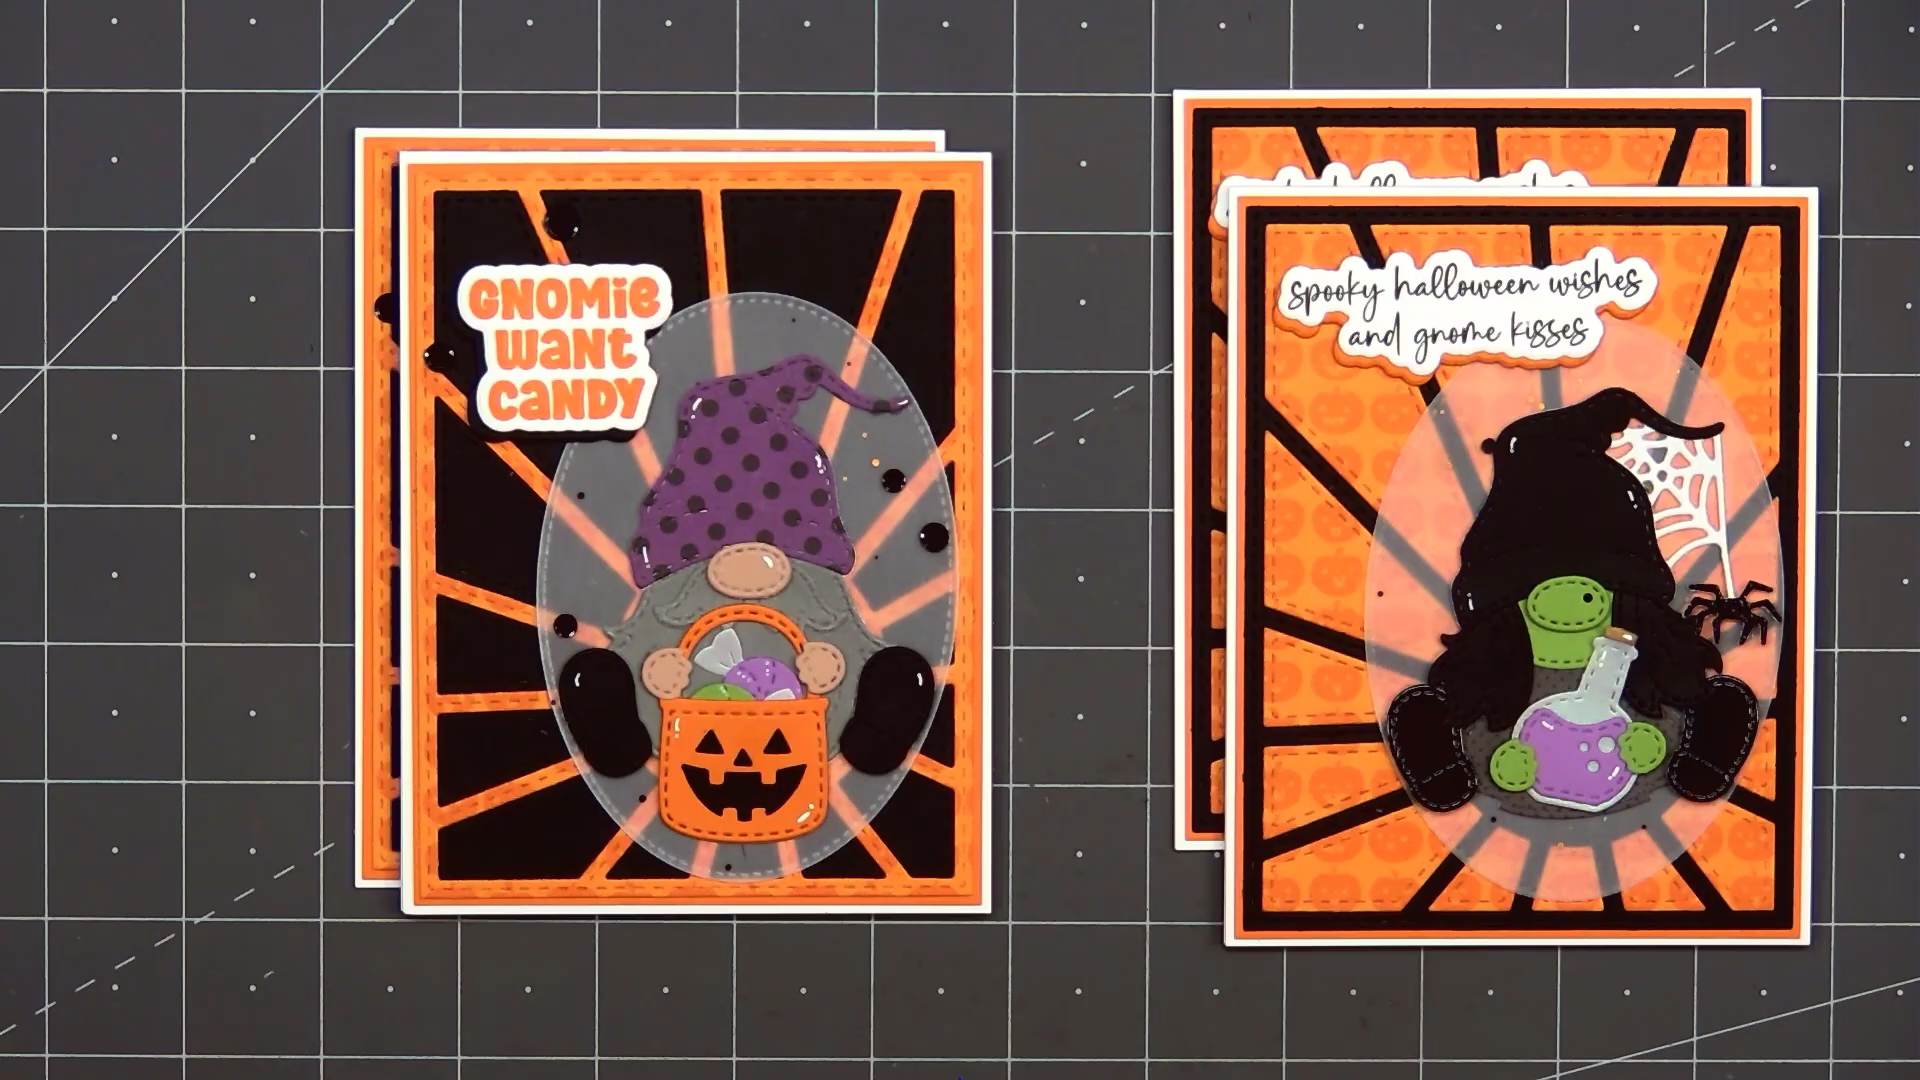 GNOMiE
WaNT
CaNDY
spooky halloween wishes
and gnome kisses